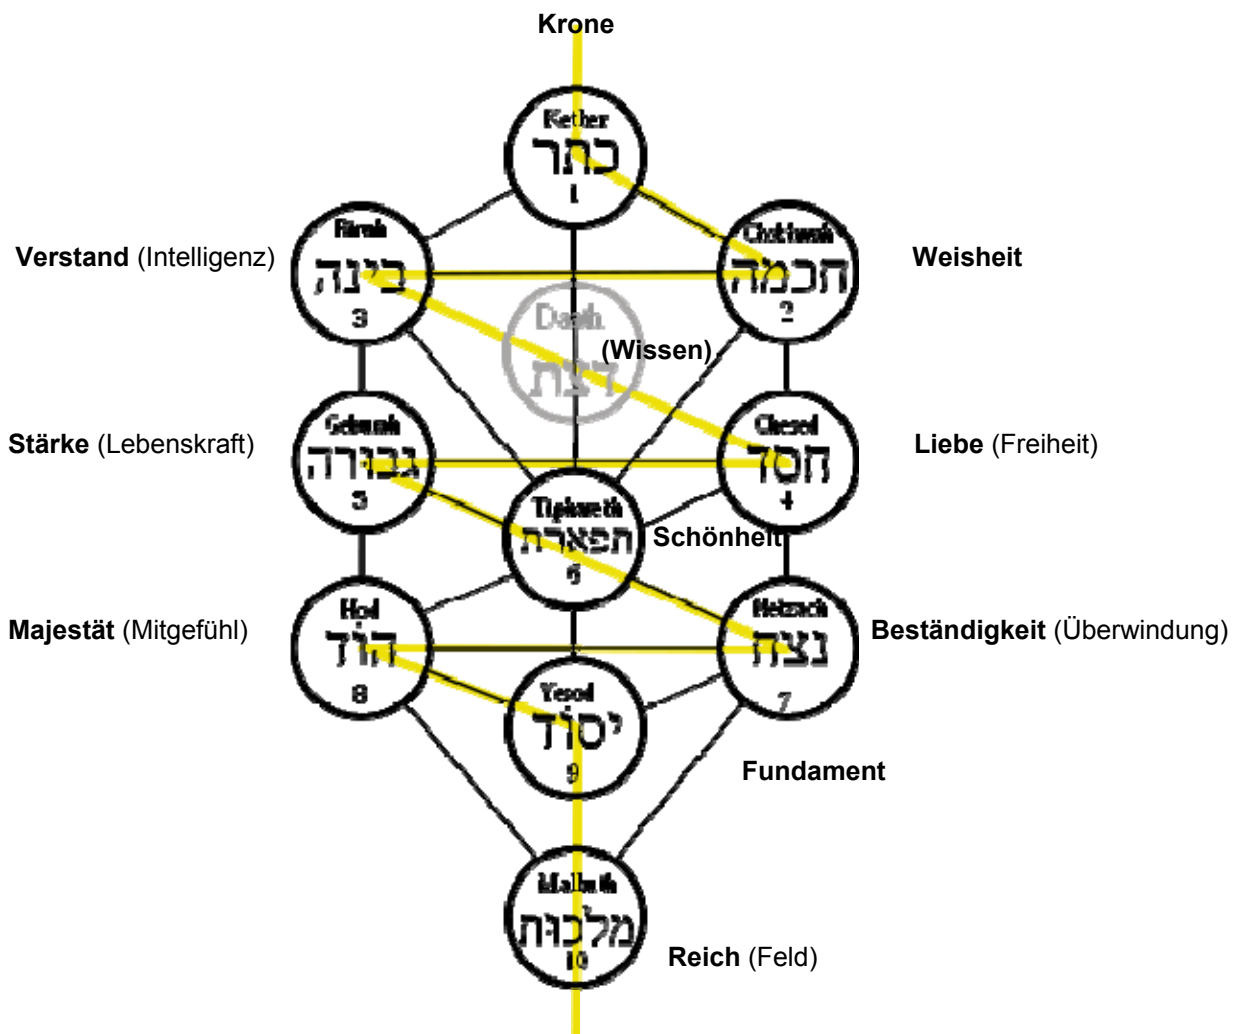 Krone
Kether
כתר
1
Binah
בינה
3
Chokhmah
חכמה
2
Verstand (Intelligenz)
Weisheit
Daath
דעת
(Wissen)
Geburah
גבורה
5
Chesed
חסד
4
Stärke (Lebenskraft)
Liebe (Freiheit)
Tiphareth
תפארת
6
Schönheit
Hod
הוד
8
Netzach
נצח
7
Majestät (Mitgefühl)
Beständigkeit (Überwindung)
Yesod
יסוד
9
Fundament
Malkuth
מלכות
10
Reich (Feld)